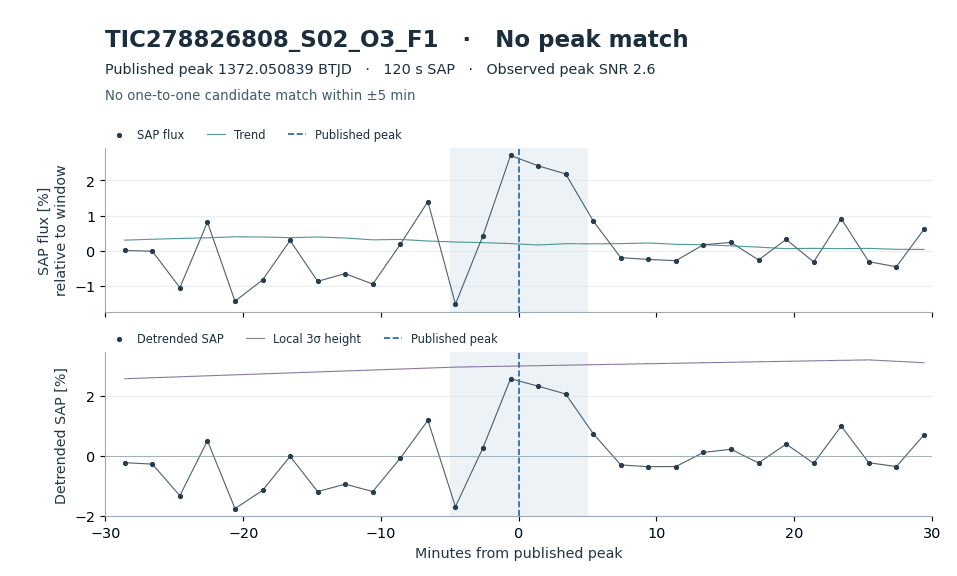 TIC278826808_S02_O3_F1 · No peak match
Published peak 1372.050839 BTJD · 120 s SAP · Observed peak SNR 2.6
No one-to-one candidate match within ±5 min
SAP flux Trend Published peak
SAP flux [%]
relative to window
2
1
0
−1
Detrended SAP Local 3σ height Published peak
Detrended SAP [%]
2
0
−2
−30 −20 −10 0 10 20 30
Minutes from published peak